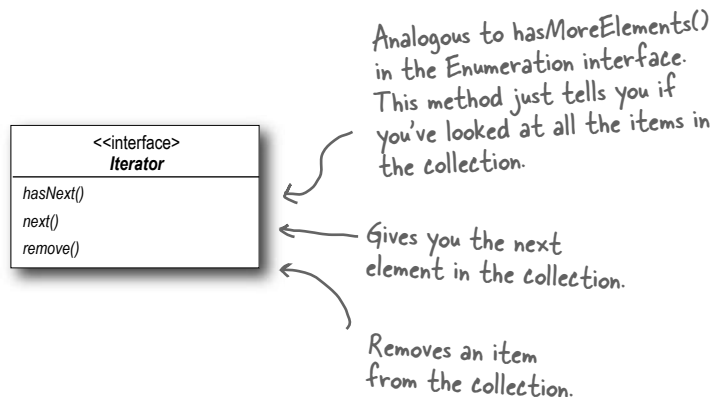 Analogous to hasMoreElements()
in the Enumeration interface.
This method just tells you if
you've looked at all the items in
the collection.
<<interface>
Iterator
hasNext()
next()
remove()
Gives you the next
element in the collection.
Removes an item
from the collection.